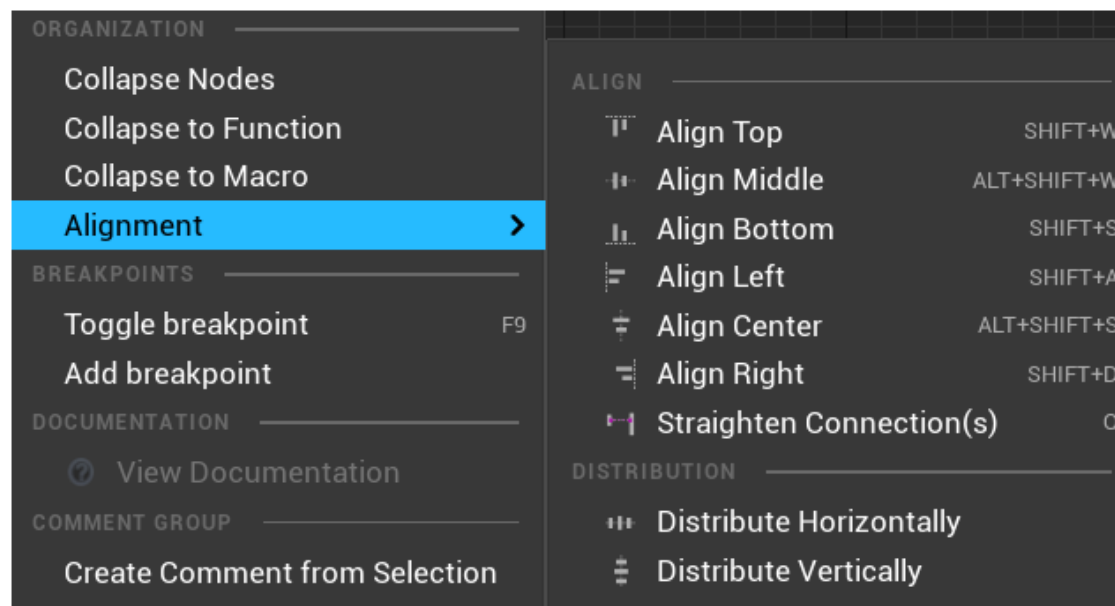 ORGANIZATION
Collapse Nodes
Collapse to Function
Collapse to Macro
Alignment
BREAKPOINTS
Toggle breakpoint F9
Add breakpoint
DOCUMENTATION
View Documentation
COMMENT GROUP
Create Comment from Selection
ALIGN
Align Top SHIFT+W
Align Middle ALT+SHIFT+W
Align Bottom SHIFT+S
Align Left SHIFT+A
Align Center ALT+SHIFT+S
Align Right SHIFT+D
Straighten Connection(s)
DISTRIBUTION
Distribute Horizontally
Distribute Vertically